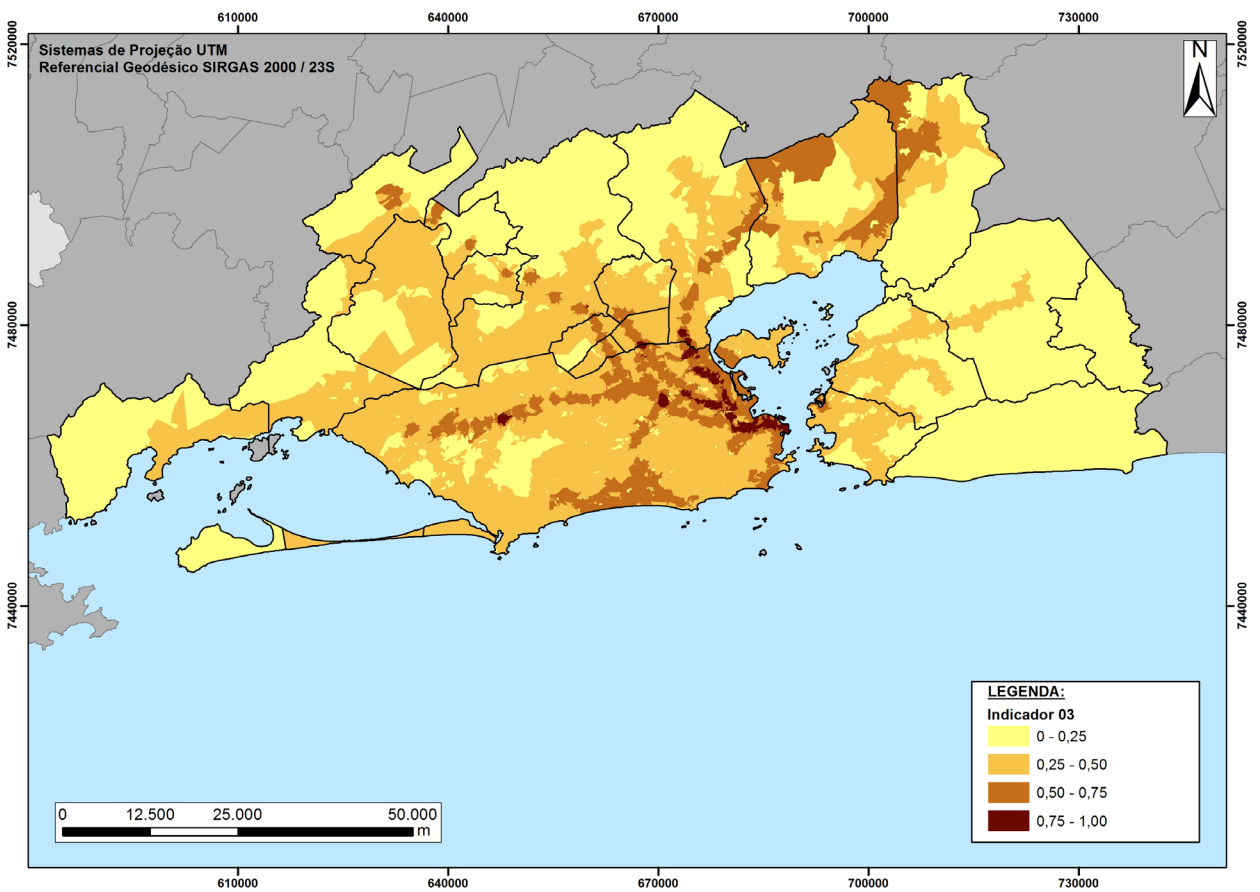 610000 640000 670000 700000 730000
Sistemas de Projeção UTM
Referencial Geodésico SIRGAS 2000 / 23S
N
7520000 7520000
7480000 7480000
7440000 7440000
LEGENDA:
Indicador 03
0 - 0,25
0,25 - 0,50
0,50 - 0,75
0,75 - 1,00
0 12.500 25.000 50.000
m
610000 640000 670000 700000 730000